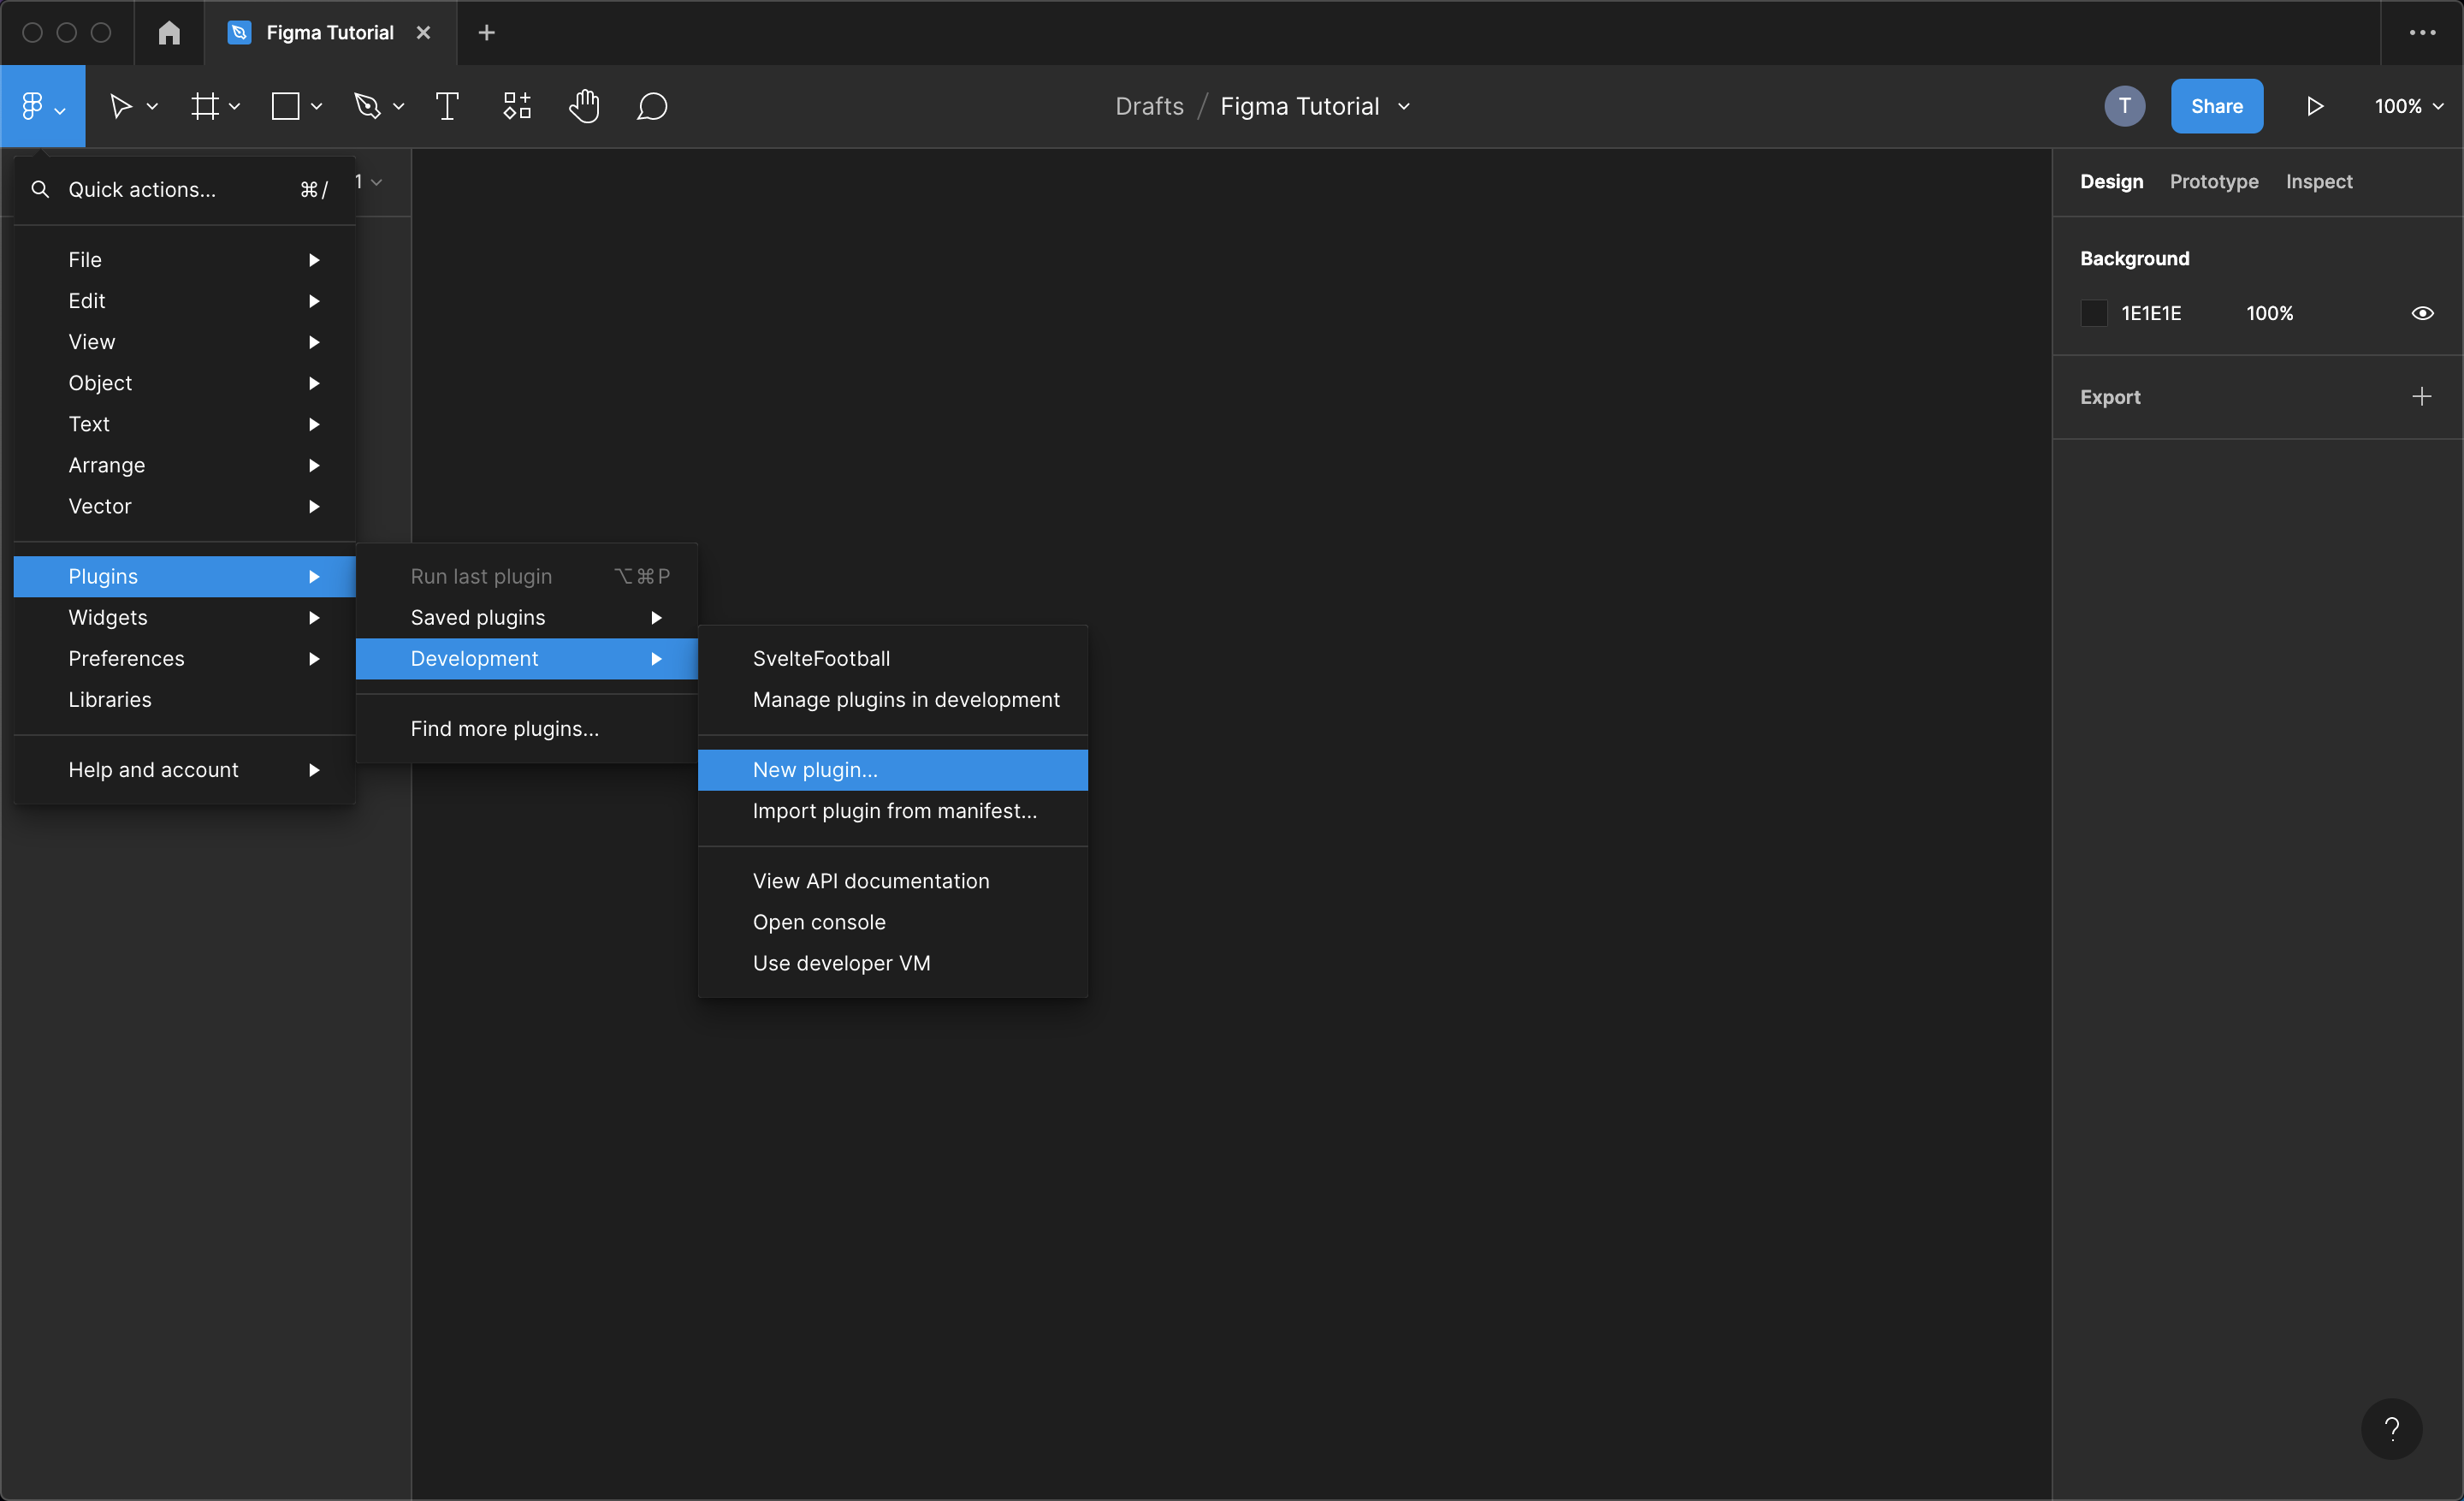 Figma Tutorial
Drafts / Figma Tutorial
T
Share
100%
Quick actions... ⌘/
1
File
Edit
View
Object
Text
Arrange
Vector
Plugins
Widgets
Preferences
Libraries
Help and account
Run last plugin ⌥⌘P
Saved plugins
Development
Find more plugins...
SvelteFootball
Manage plugins in development
New plugin...
Import plugin from manifest...
View API documentation
Open console
Use developer VM
Design Prototype Inspect
Background
1E1E1E 100%
Export
?